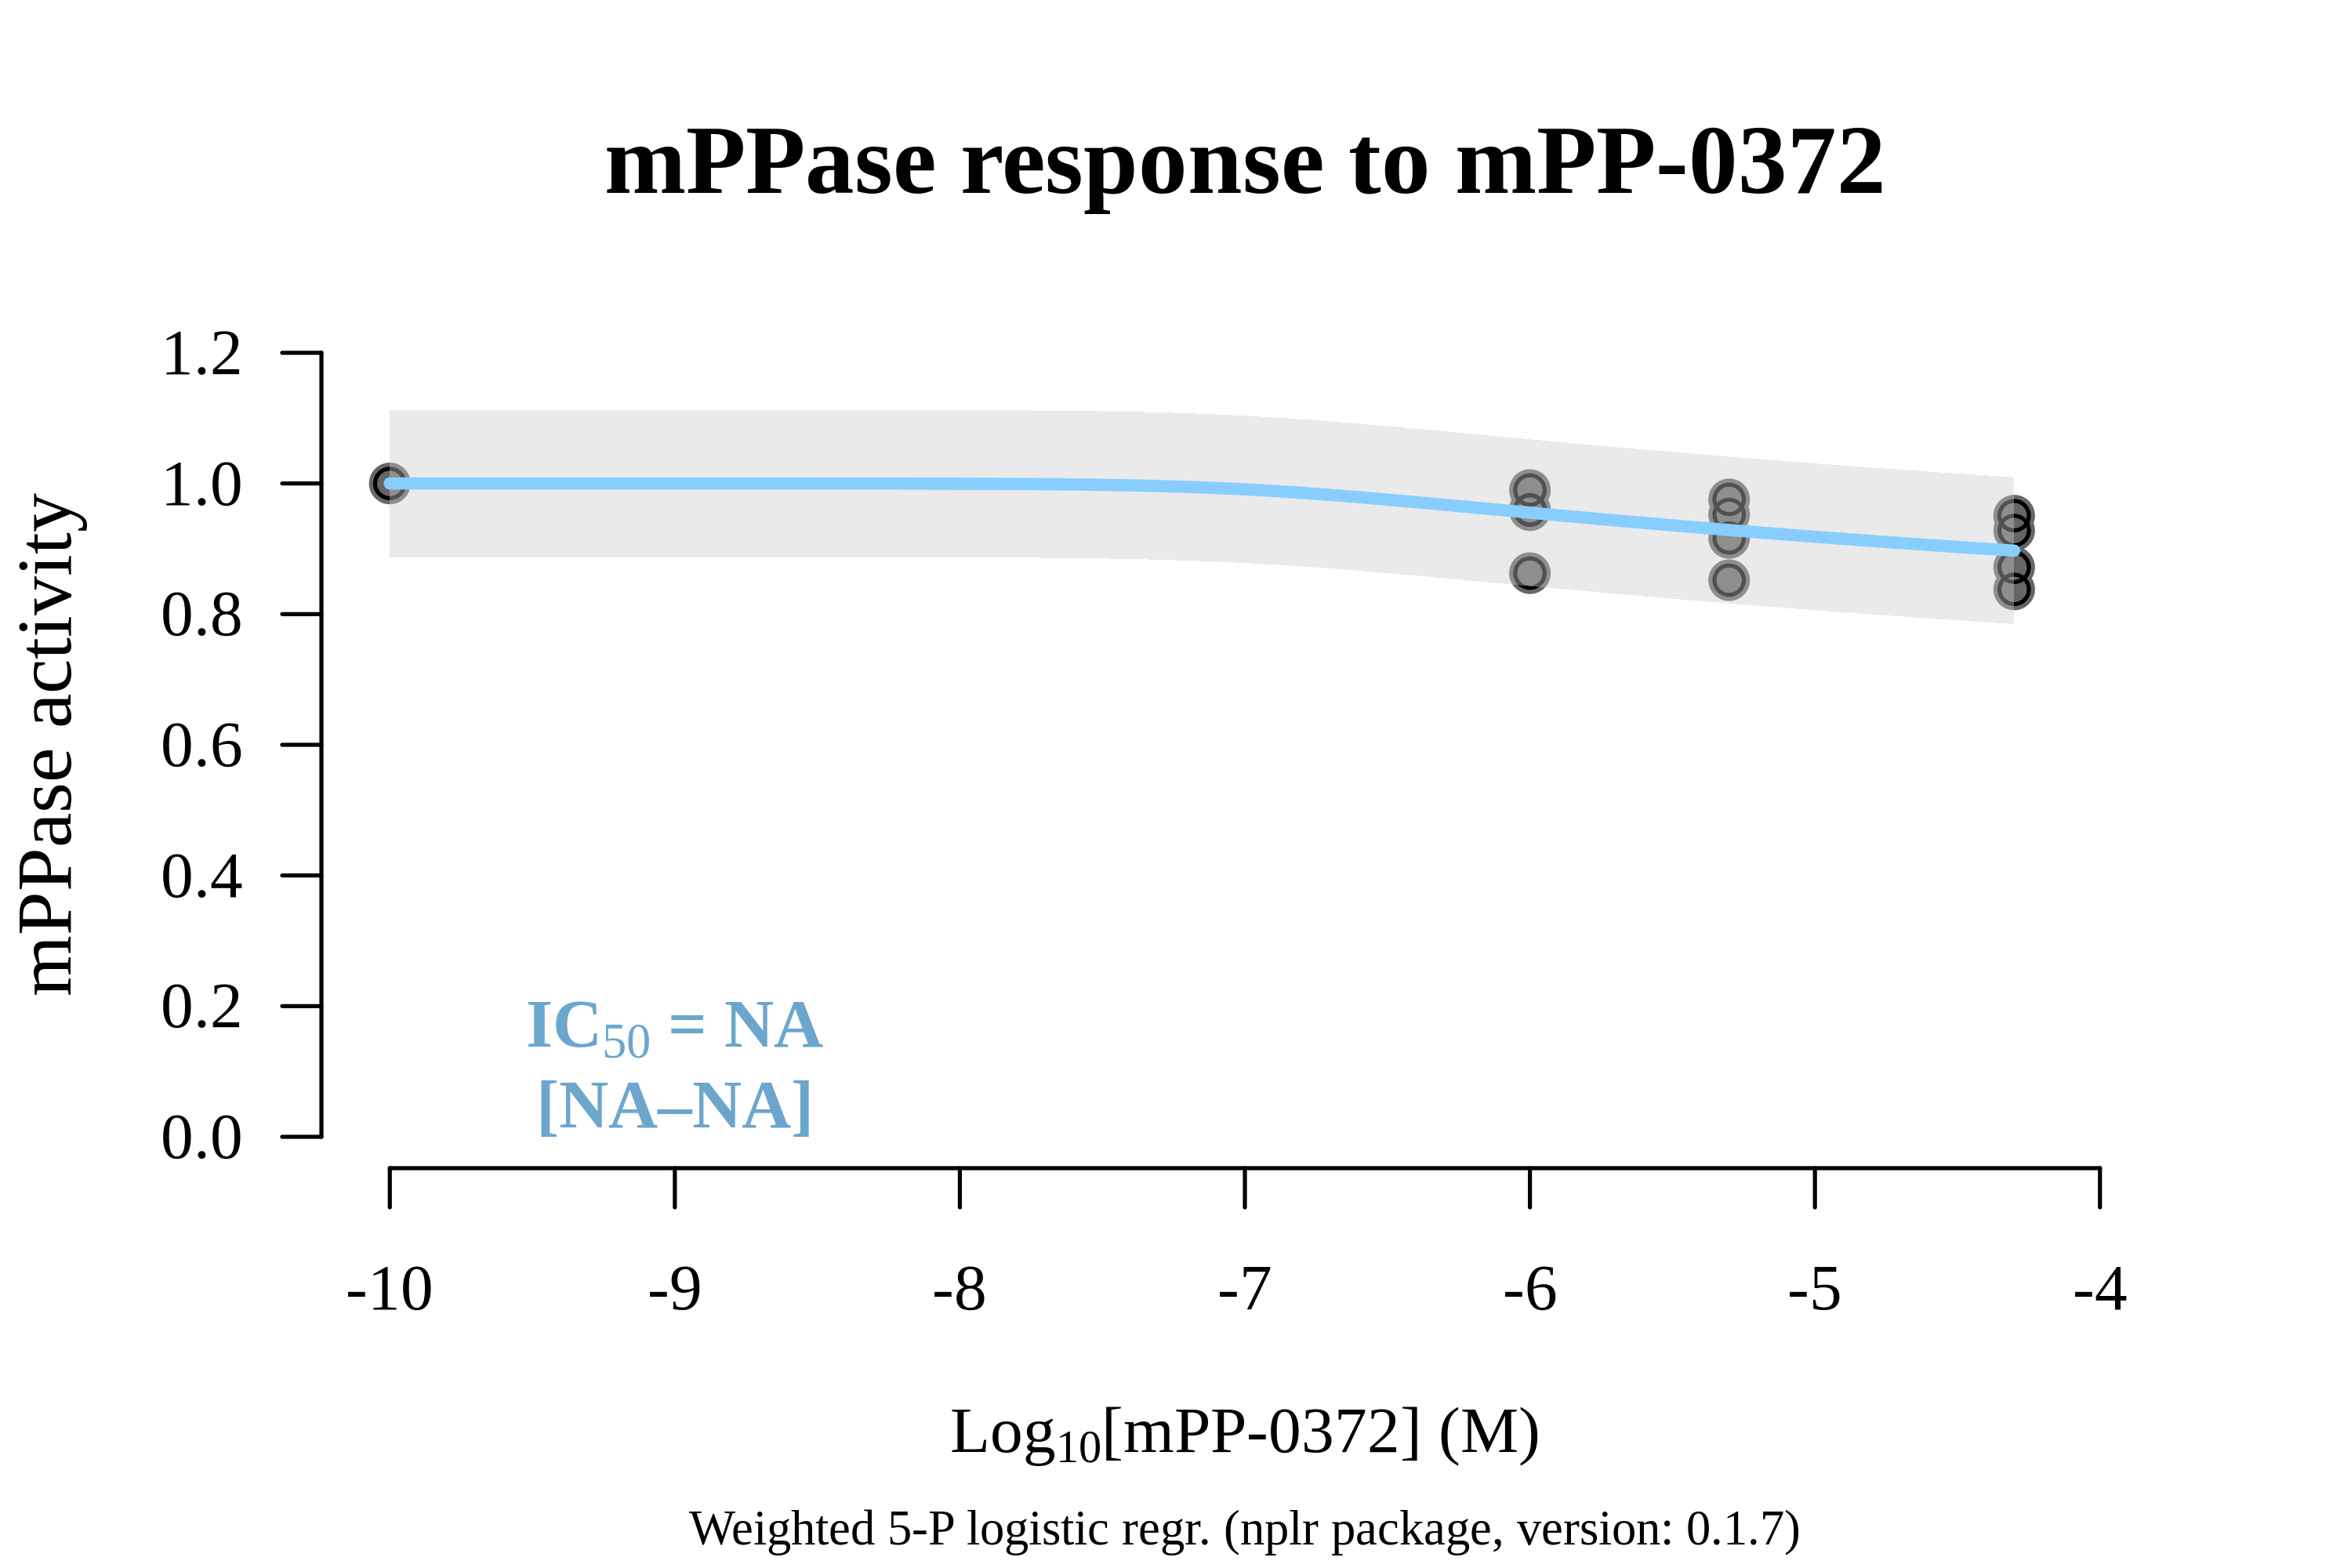 mPPase response to mPP-0372
mPPase activity
1.2
1.0
0.8
0.6
0.4
0.2
0.0
IC50 = NA
[NA–NA]
-10 -9 -8 -7 -6 -5 -4
Log10[mPP-0372] (M)
Weighted 5-P logistic regr. (nplr package, version: 0.1.7)